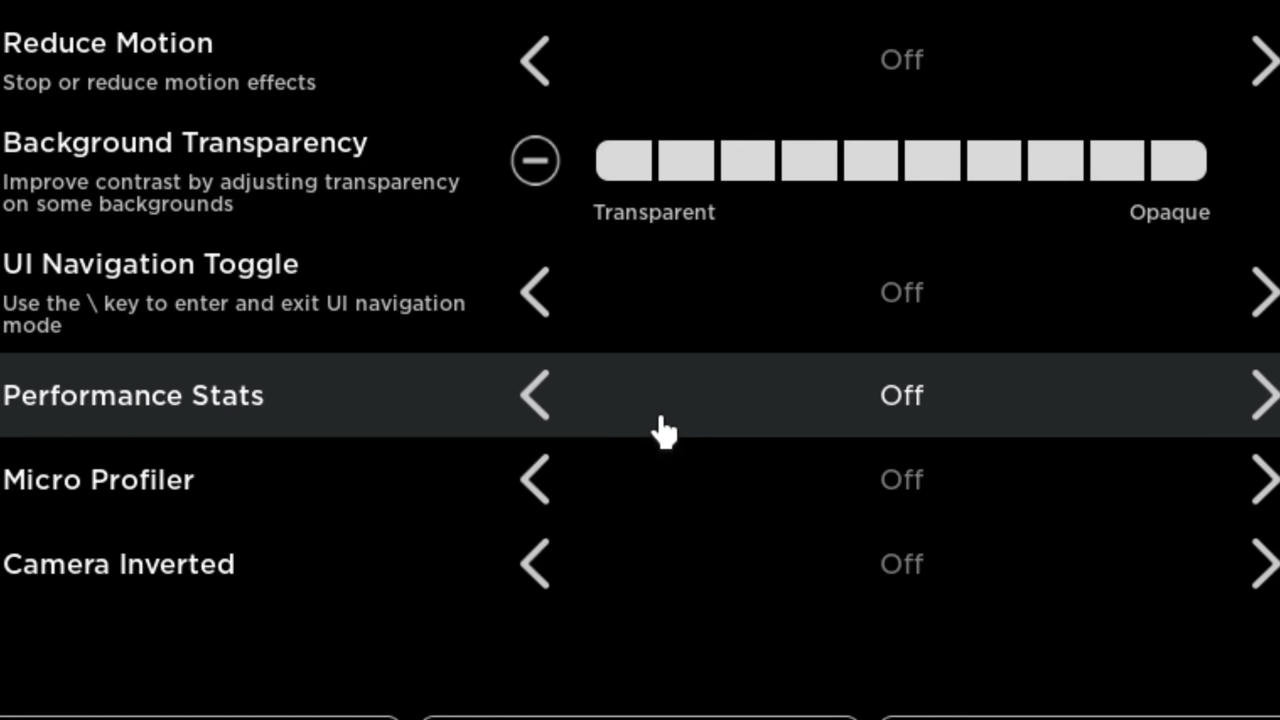 Reduce Motion
Off
Stop or reduce motion effects
Background Transparency
Improve contrast by adjusting transparency
on some backgrounds
Transparent
Opaque
UI Navigation Toggle
Off
Use the \ key to enter and exit UI navigation
mode
Performance Stats
Off
Micro Profiler
Off
Camera Inverted
Off